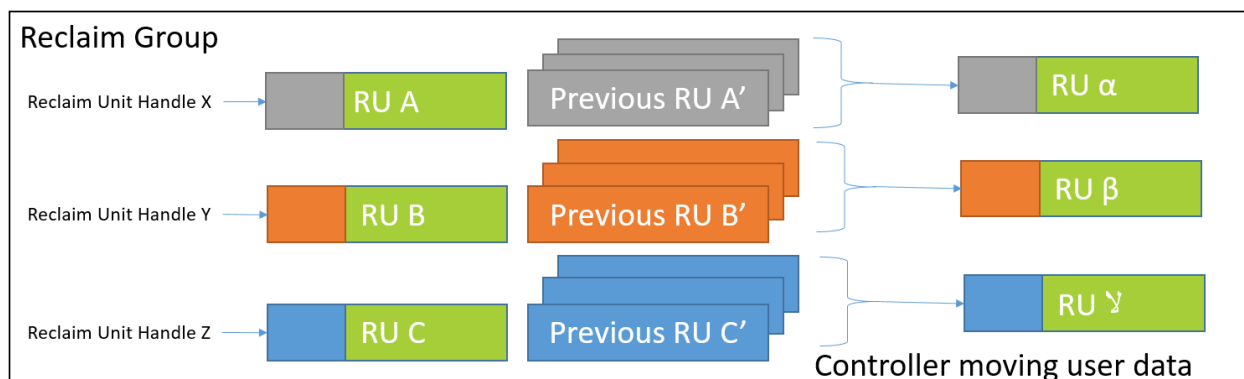 Reclaim Group
Reclaim Unit Handle X
RU A
Previous RU A’
RU α
Reclaim Unit Handle Y
RU B
Previous RU B’
RU β
Reclaim Unit Handle Z
RU C
Previous RU C’
RU ﻻ
Controller moving user data